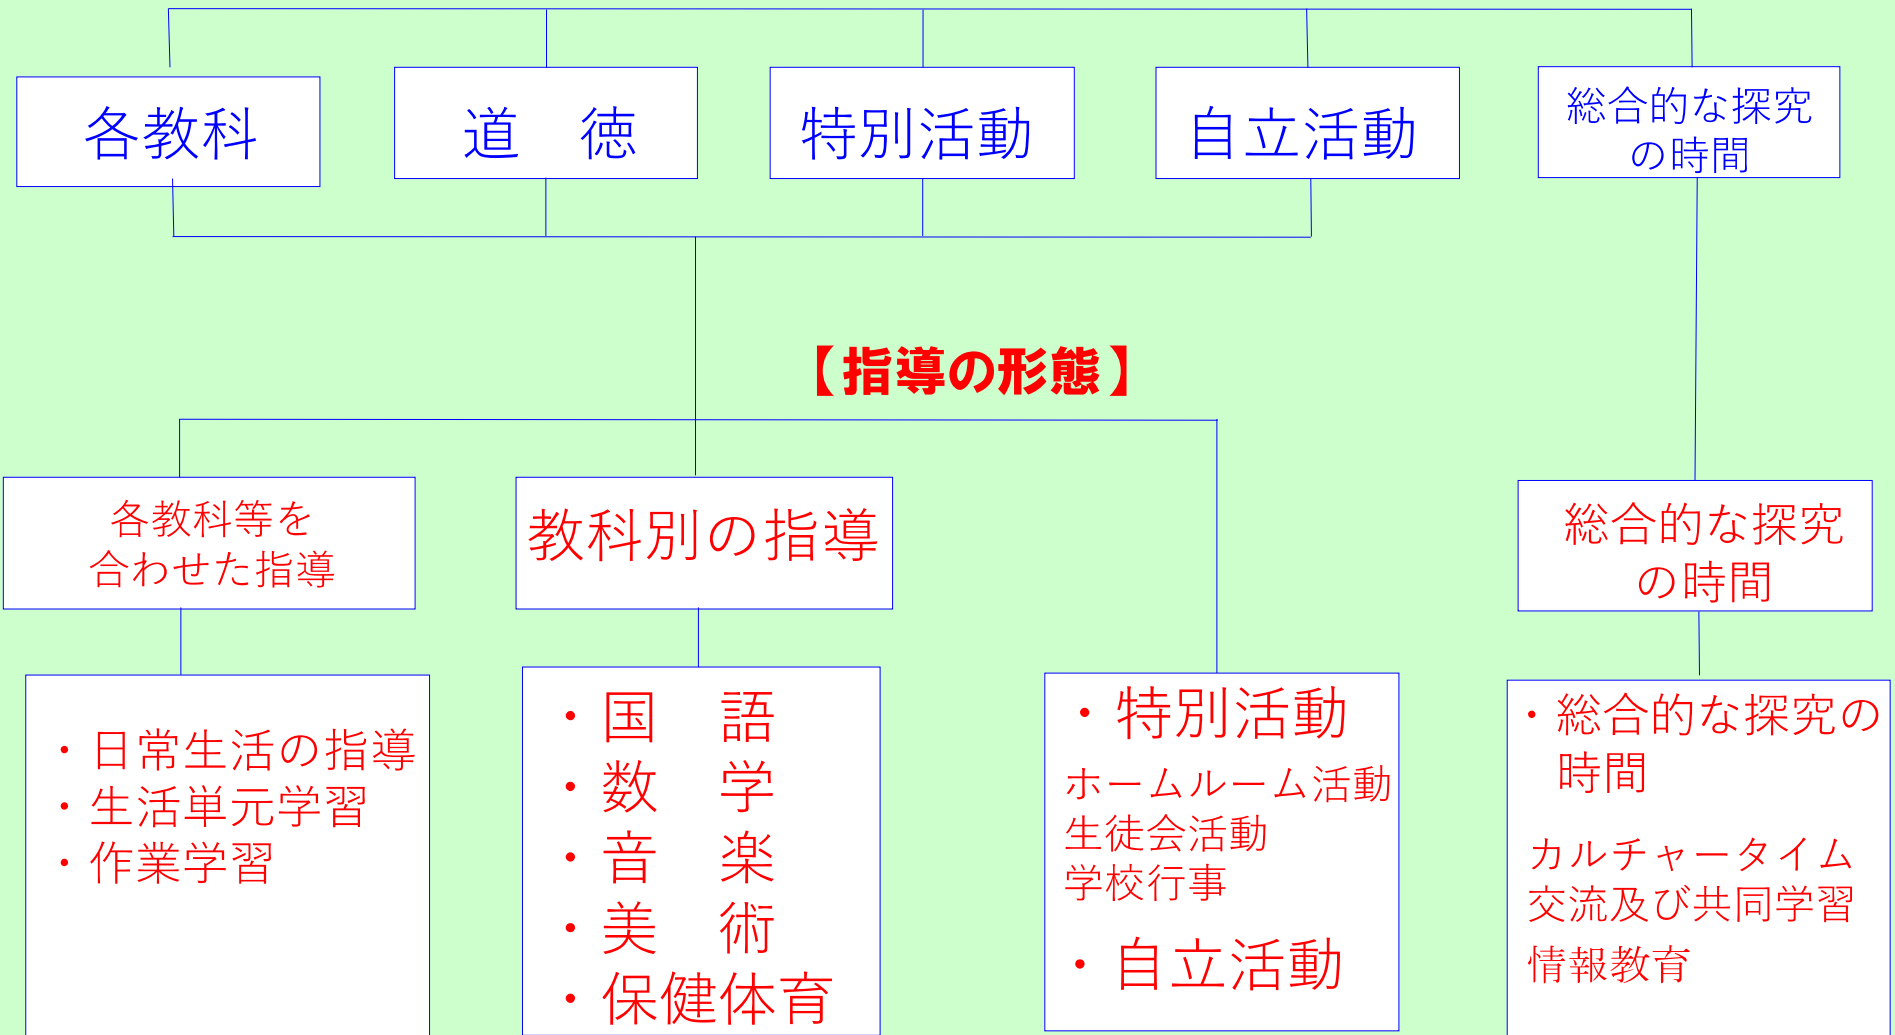 各教科
道　徳
特別活動
自立活動
総合的な探究
の時間
【指導の形態】
各教科等を
合わせた指導
教科別の指導
総合的な探究
の時間
・日常生活の指導
・生活単元学習
・作業学習
・国　語
・数　学
・音　楽
・美　術
・保健体育
・特別活動
ホームルーム活動
生徒会活動
学校行事
・自立活動
・総合的な探究の
時間
カルチャータイム
交流及び共同学習
情報教育